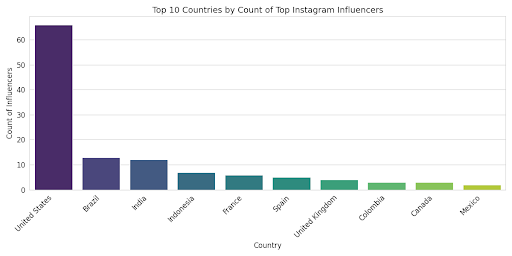 Top 10 Countries by Count of Top Instagram Influencers
Count of Influencers
60
50
40
30
20
10
0
United States
Brazil
India
Indonesia
France
Spain
United Kingdom
Colombia
Canada
Mexico
Country